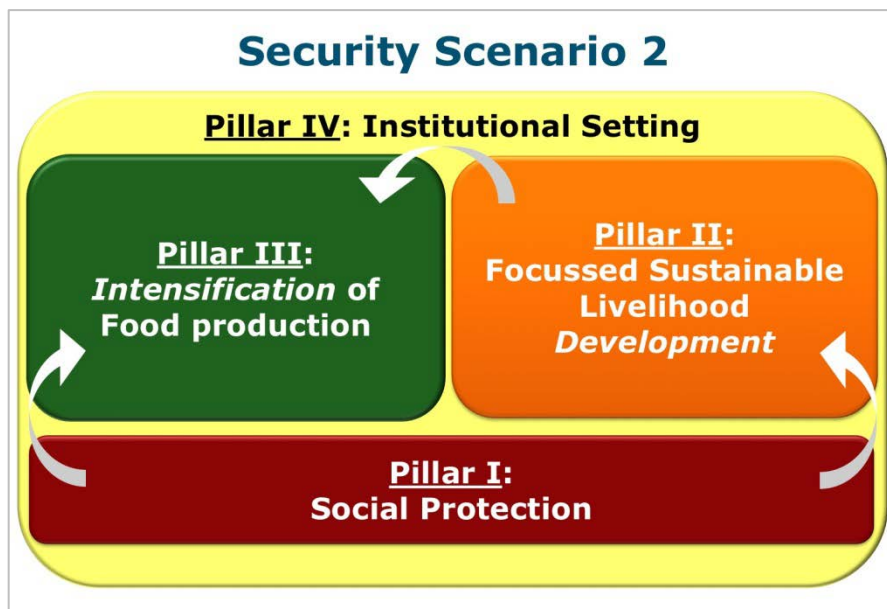 Security Scenario 2
Pillar IV: Institutional Setting
Pillar III:
Intensification of
Food production
Pillar II:
Focussed Sustainable
Livelihood
Development
Pillar I:
Social Protection